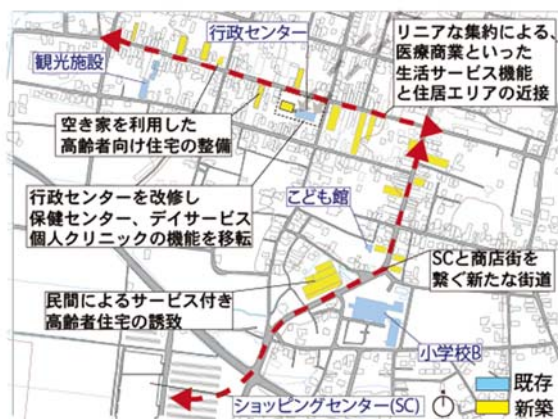 行政センター
観光施設
リニアな集約による、
医療商業といった
生活サービス機能
と住居エリアの近接
空き家を利用した
高齢者向け住宅の整備
行政センターを改修し
保健センター、デイサービス
個人クリニックの機能を移転
こども館
SCと商店街を
繋ぐ新たな街道
民間によるサービス付き
高齢者住宅の誘致
小学校B
ショッピングセンター(SC)
既存
新築